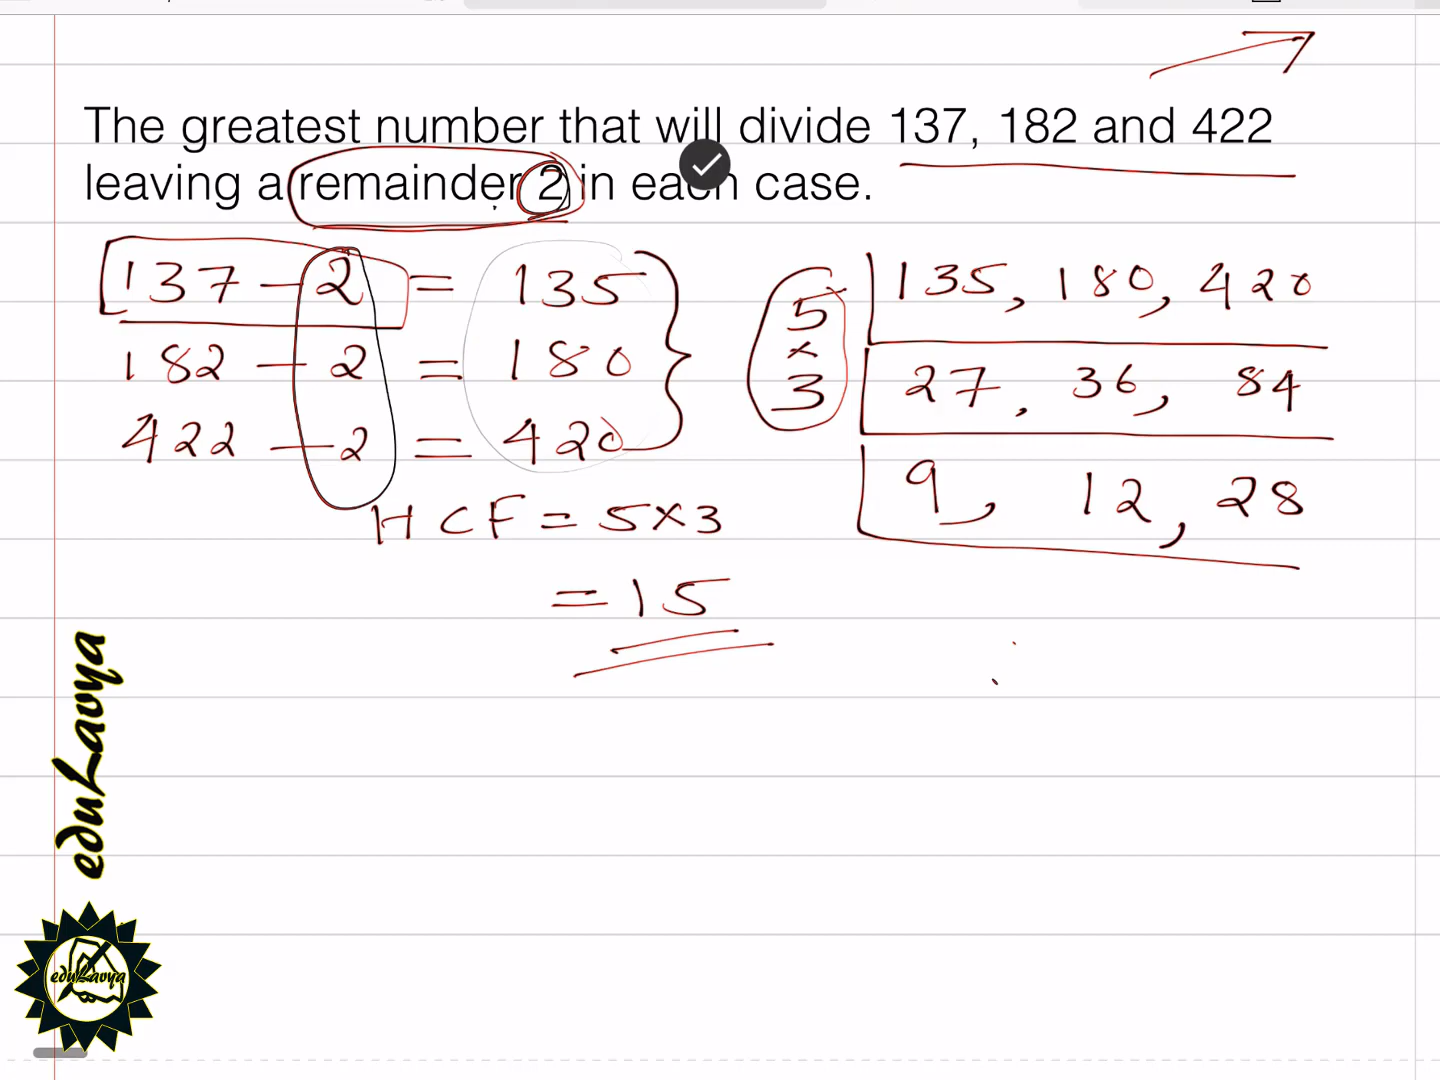 The greatest number that will divide 137, 182 and 422
leaving a remainder 2 in each case.
137 - 2 = 135
182 - 2 = 180
422 - 2 = 420
HCF = 5×3
= 15
5 135, 180, 420
×
3 27, 36, 84
9, 12, 28
eduLavya
eduLavya